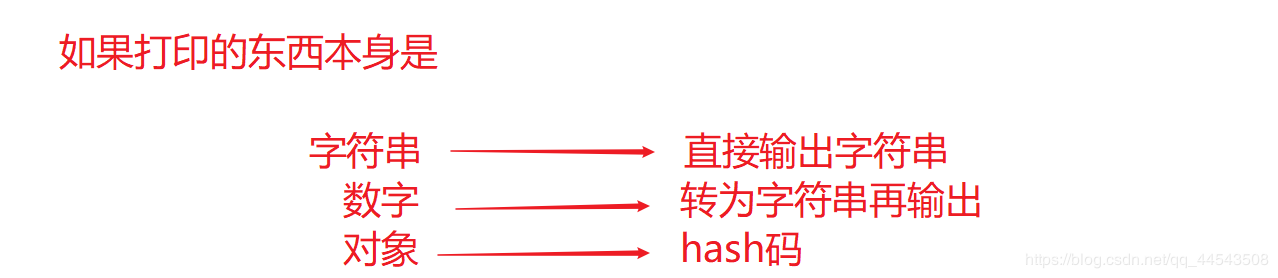 如果打印的东西本身是
字符串 直接输出字符串
数字 转为字符串再输出
对象 hash码
https://blog.csdn.net/qq_44543508